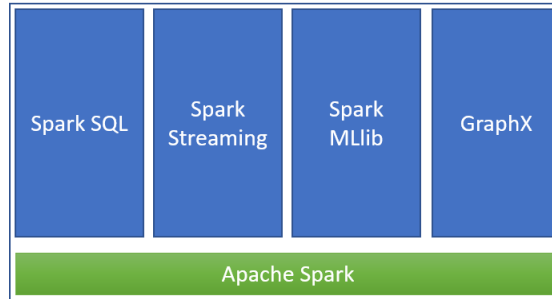 Spark SQL
Spark
Streaming
Spark
MLlib
GraphX
Apache Spark